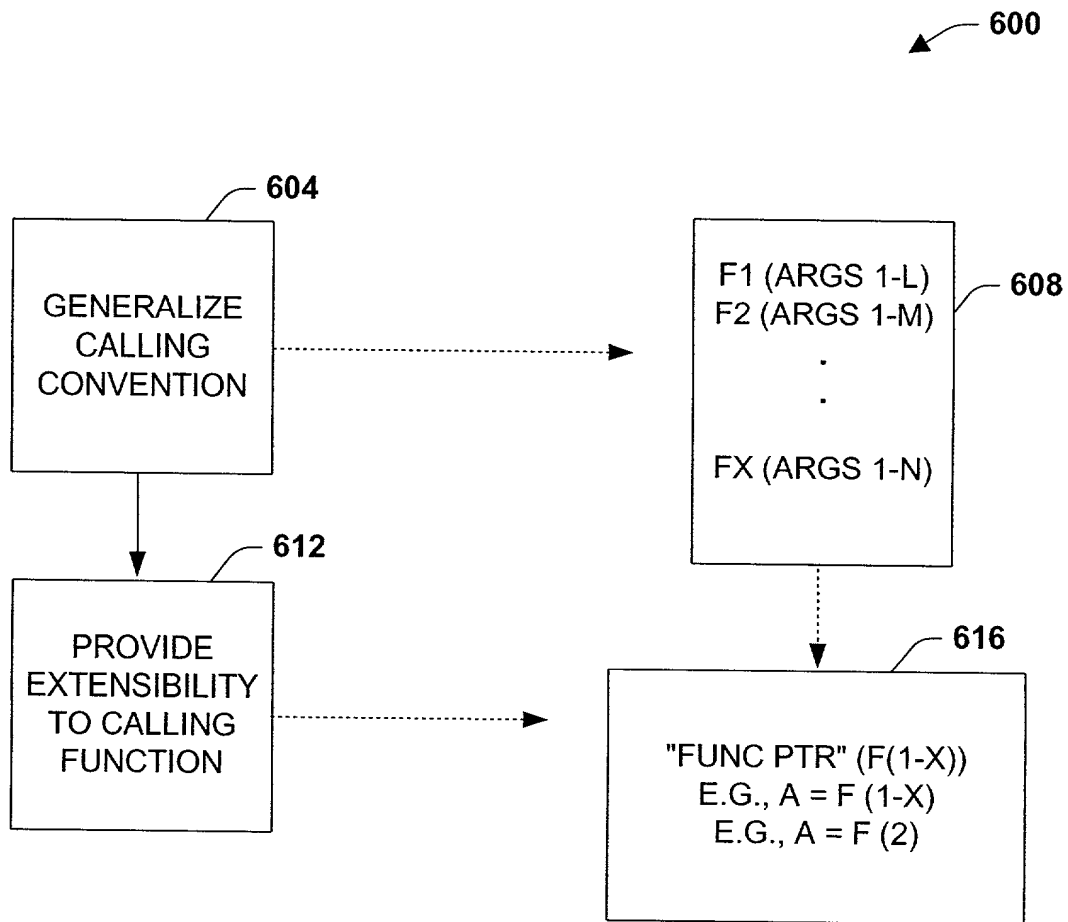 600
604
GENERALIZE
CALLING
CONVENTION
F1 (ARGS 1-L)
F2 (ARGS 1-M)
.
.
FX (ARGS 1-N)
608
612
PROVIDE
EXTENSIBILITY
TO CALLING
FUNCTION
616
"FUNC PTR" (F(1-X))
E.G., A = F (1-X)
E.G., A = F (2)